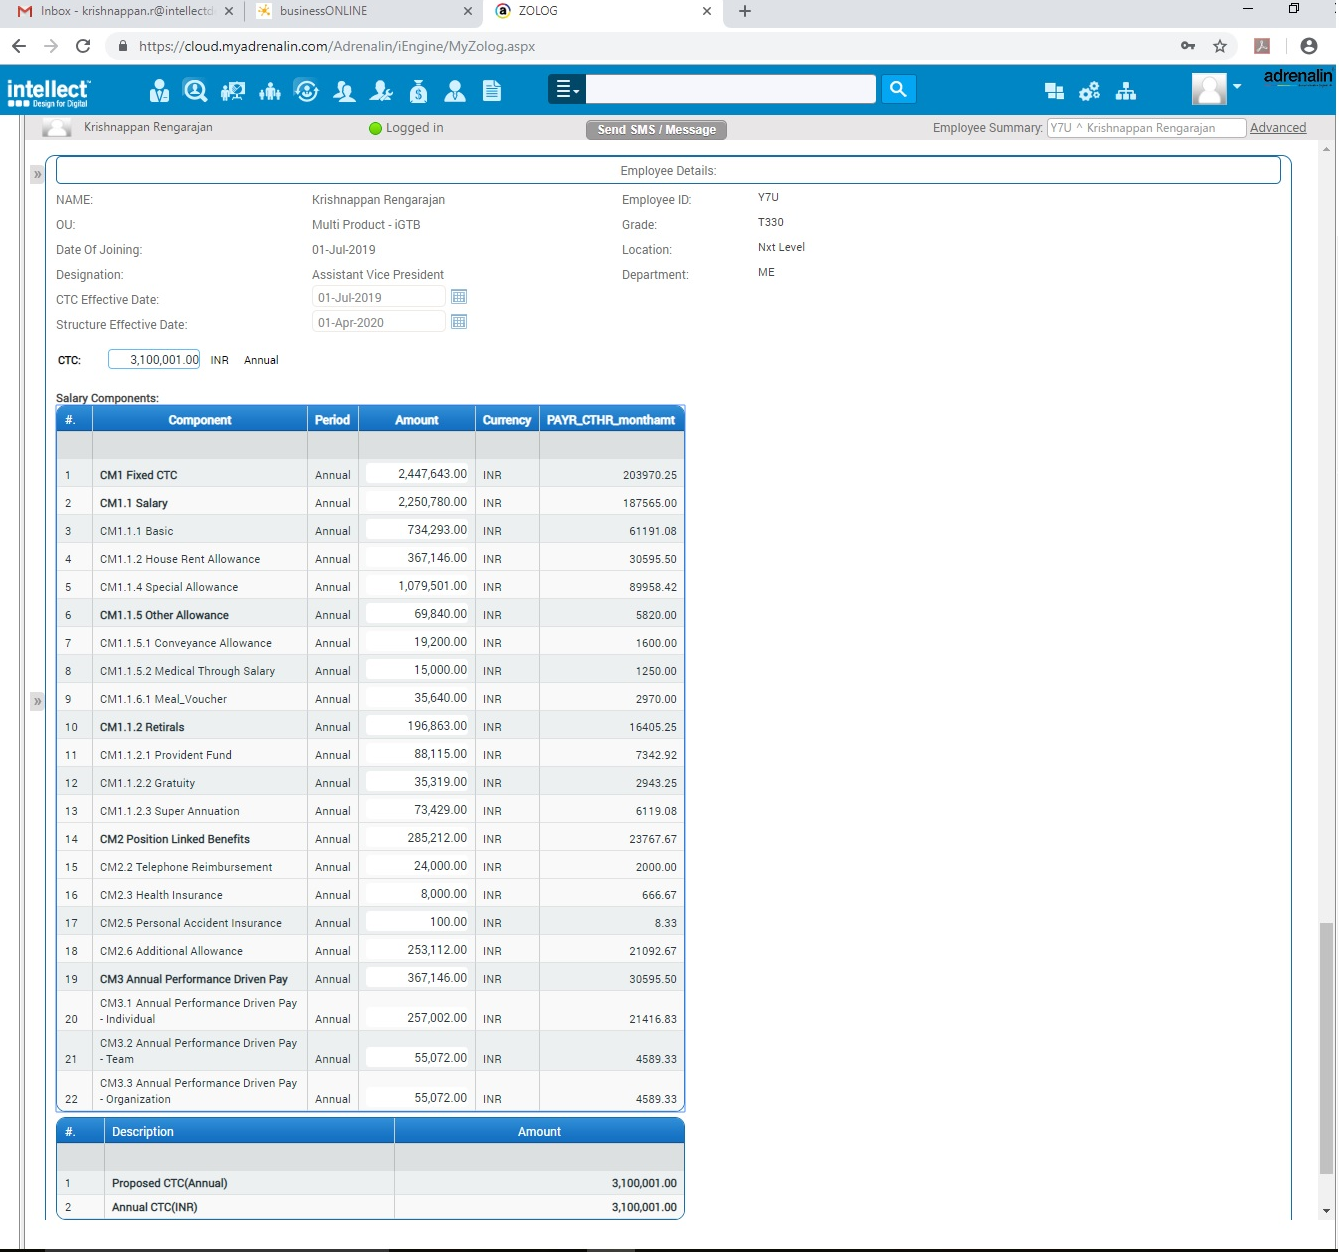 Inbox - krishnappan.r@intellectd
businessONLINE
ZOLOG
https://cloud.myadrenalin.com/Adrenalin/iEngine/MyZolog.aspx
intellect
Design for Digital
adrenalin
Krishnappan Rengarajan
Logged in
Send SMS / Message
Employee Summary: Y7U ^ Krishnappan Rengarajan Advanced
Employee Details:
NAME: Krishnappan Rengarajan Employee ID: Y7U
OU: Multi Product - iGTB Grade: T330
Date Of Joining: 01-Jul-2019 Location: Nxt Level
Designation: Assistant Vice President Department: ME
CTC Effective Date: 01-Jul-2019
Structure Effective Date: 01-Apr-2020
CTC: 3,100,001.00 INR Annual
Salary Components:
#. Component Period Amount Currency PAYR_CTHR_monthamt
1 CM1 Fixed CTC Annual 2,447,643.00 INR 203970.25
2 CM1.1 Salary Annual 2,250,780.00 INR 187565.00
3 CM1.1.1 Basic Annual 734,293.00 INR 61191.08
4 CM1.1.2 House Rent Allowance Annual 367,146.00 INR 30595.50
5 CM1.1.4 Special Allowance Annual 1,079,501.00 INR 89958.42
6 CM1.1.5 Other Allowance Annual 69,840.00 INR 5820.00
7 CM1.1.5.1 Conveyance Allowance Annual 19,200.00 INR 1600.00
8 CM1.1.5.2 Medical Through Salary Annual 15,000.00 INR 1250.00
9 CM1.1.6.1 Meal_Voucher Annual 35,640.00 INR 2970.00
10 CM1.1.2 Retirals Annual 196,863.00 INR 16405.25
11 CM1.1.2.1 Provident Fund Annual 88,115.00 INR 7342.92
12 CM1.1.2.2 Gratuity Annual 35,319.00 INR 2943.25
13 CM1.1.2.3 Super Annuation Annual 73,429.00 INR 6119.08
14 CM2 Position Linked Benefits Annual 285,212.00 INR 23767.67
15 CM2.2 Telephone Reimbursement Annual 24,000.00 INR 2000.00
16 CM2.3 Health Insurance Annual 8,000.00 INR 666.67
17 CM2.5 Personal Accident Insurance Annual 100.00 INR 8.33
18 CM2.6 Additional Allowance Annual 253,112.00 INR 21092.67
19 CM3 Annual Performance Driven Pay Annual 367,146.00 INR 30595.50
CM3.1 Annual Performance Driven Pay
20 - Individual Annual 257,002.00 INR 21416.83
CM3.2 Annual Performance Driven Pay
21 - Team Annual 55,072.00 INR 4589.33
CM3.3 Annual Performance Driven Pay
22 - Organization Annual 55,072.00 INR 4589.33
#. Description Amount
1 Proposed CTC(Annual) 3,100,001.00
2 Annual CTC(INR) 3,100,001.00